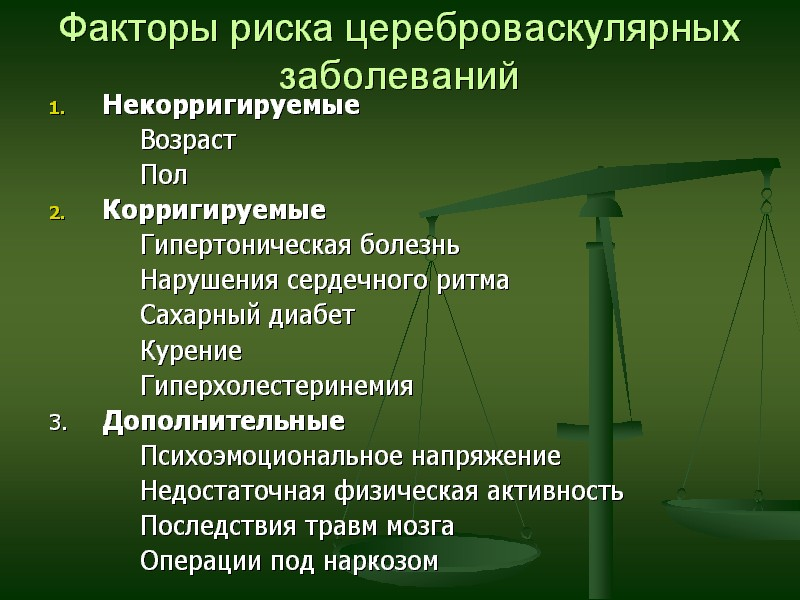 Факторы риска цереброваскулярных
заболеваний
1. Некорригируемые
Возраст
Пол
2. Корригируемые
Гипертоническая болезнь
Нарушения сердечного ритма
Сахарный диабет
Курение
Гиперхолестеринемия
3. Дополнительные
Психоэмоциональное напряжение
Недостаточная физическая активность
Последствия травм мозга
Операции под наркозом